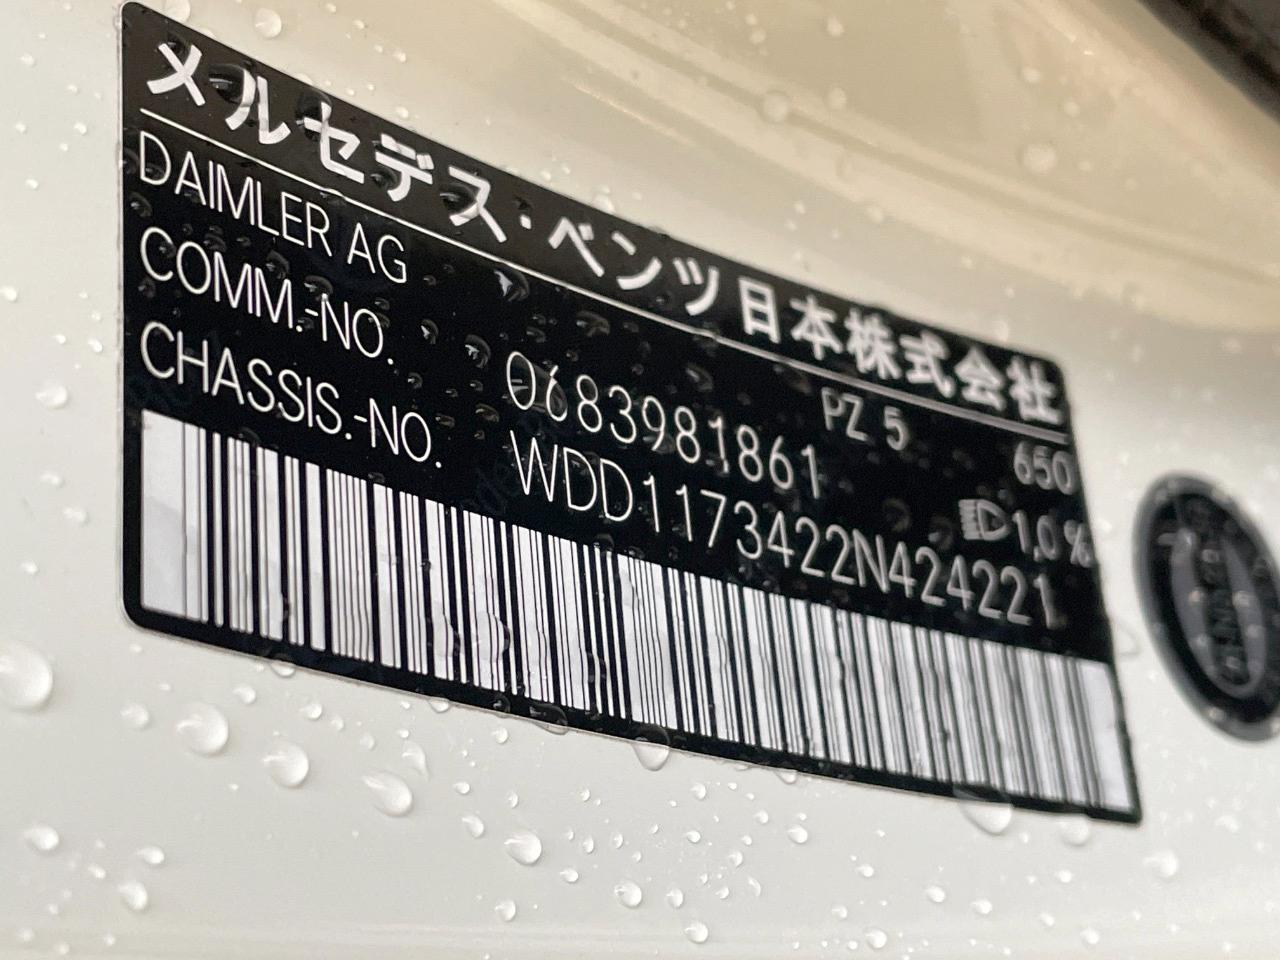 メルセデス・ベンツ日本株式会社
DAIMLER AG
PZ 5 650
COMM.-NO. 0683981861
1,0 %
CHASSIS.-NO. WDD1173422N424221